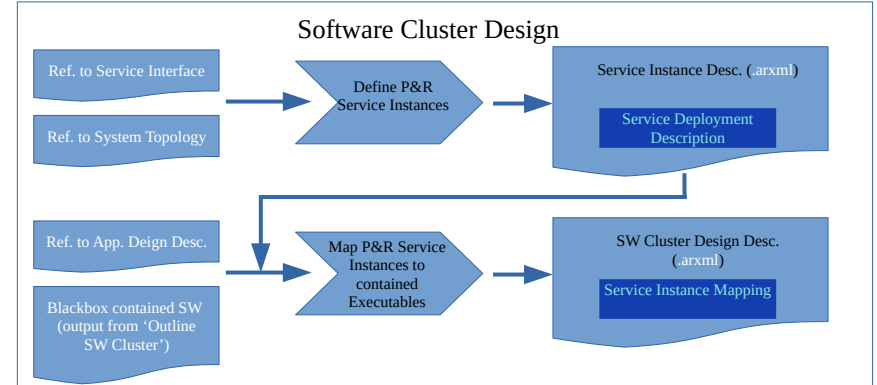 Software Cluster Design
Ref. to Service Interface
Ref. to System Topology
Define P&R
Service Instances
Service Instance Desc. (.arxml)
Service Deployment
Description
Ref. to App. Deign Desc.
Blackbox contained SW
(output from ‘Outline
SW Cluster’)
Map P&R Service
Instances to
contained
Executables
SW Cluster Design Desc.
(.arxml)
Service Instance Mapping